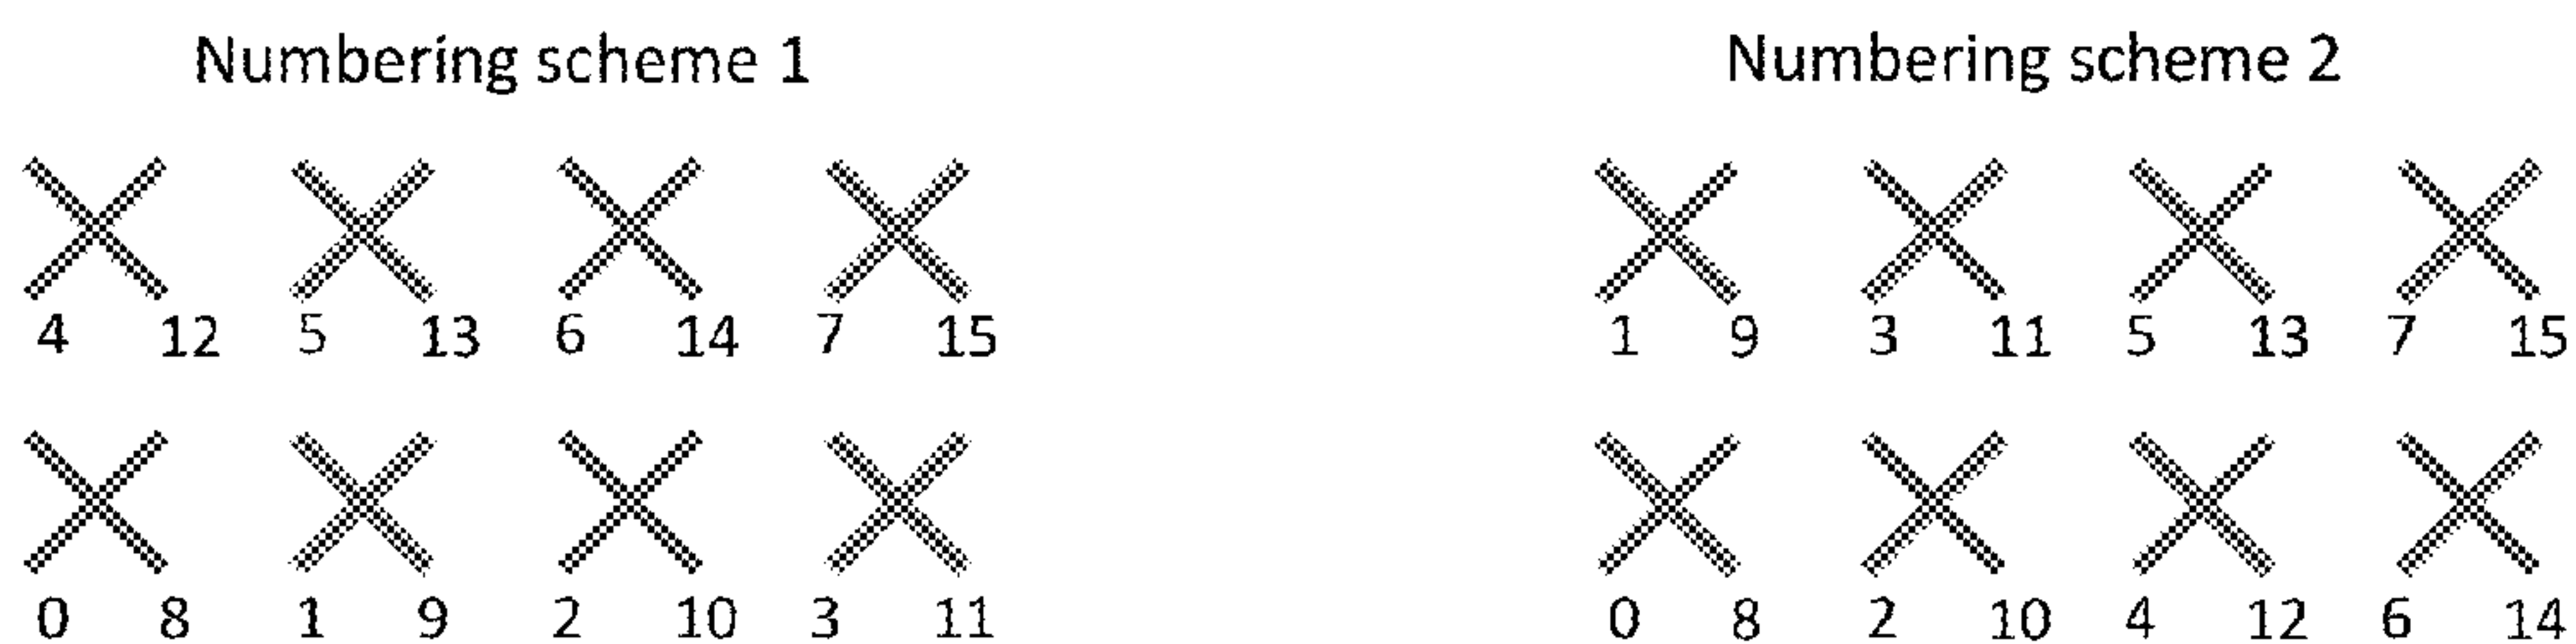 Numbering scheme 1
4 12 5 13 6 14 7 15
0 8 1 9 2 10 3 11
Numbering scheme 2
1 9 3 11 5 13 7 15
0 8 2 10 4 12 6 14